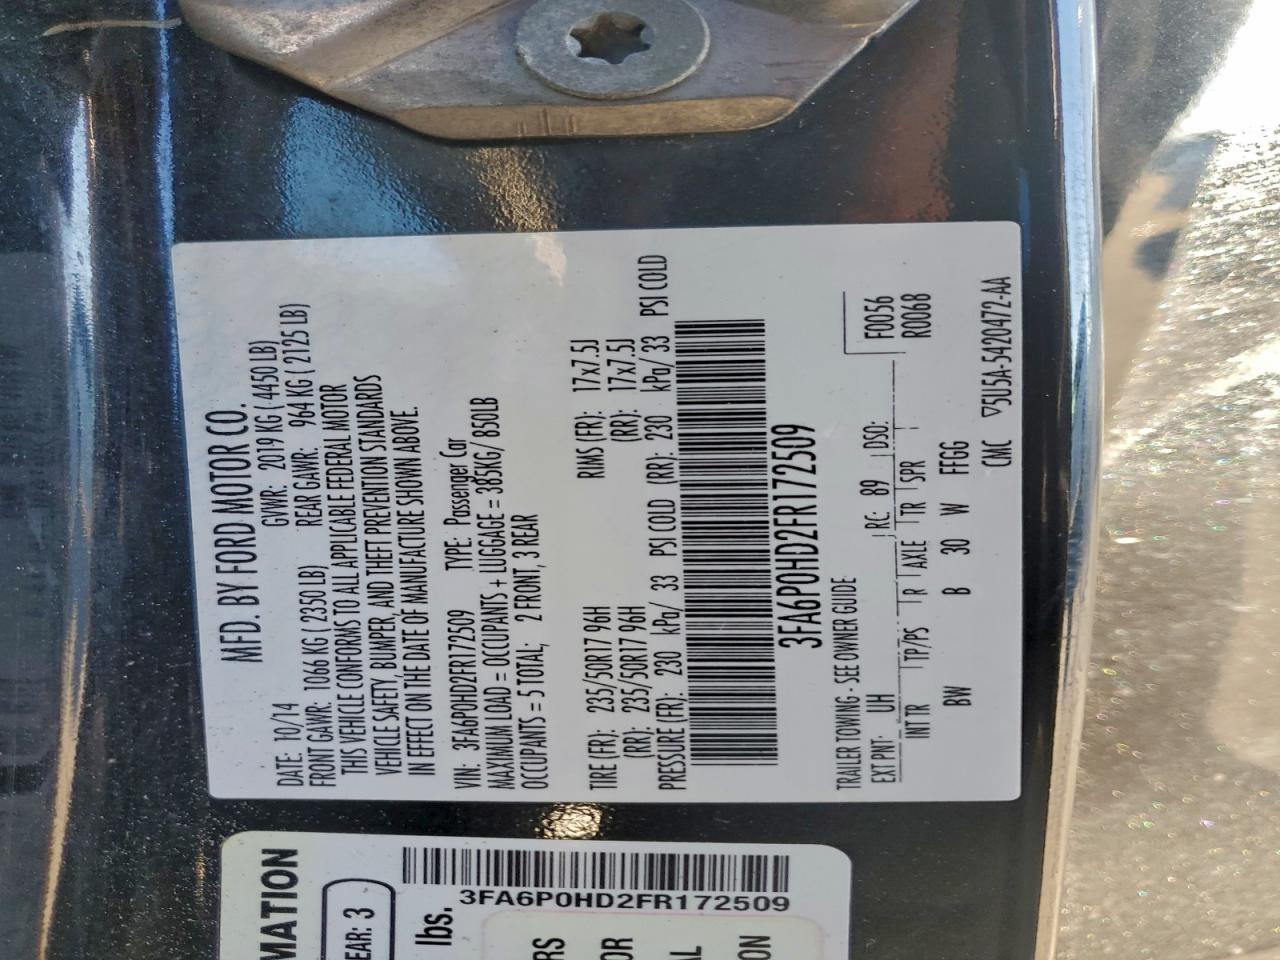 MFD. BY FORD MOTOR CO.
DATE: 10/14 GVWR: 2019 KG ( 4450 LB)
FRONT GAWR: 1066 KG ( 2350 LB) REAR GAWR: 964 KG ( 2125 LB)
THIS VEHICLE CONFORMS TO ALL APPLICABLE FEDERAL MOTOR
VEHICLE SAFETY, BUMPER, AND THEFT PREVENTION STANDARDS
IN EFFECT ON THE DATE OF MANUFACTURE SHOWN ABOVE.
VIN: 3FA6P0HD2FR172509 TYPE: Passenger Car
MAXIMUM LOAD = OCCUPANTS + LUGGAGE = 385KG/ 850LB
OCCUPANTS = 5 TOTAL; 2 FRONT, 3 REAR
TIRE (FR): 235/50R17 96H RIMS (FR): 17x7.5J
(RR): 235/50R17 96H (RR): 17x7.5J
PRESSURE (FR): 230 kPa/ 33 PSI COLD (RR): 230 kPa/ 33 PSI COLD
3FA6P0HD2FR172509
F0056
R0068
TRAILER TOWING - SEE OWNER GUIDE
EXT PNT: UH RC: 89 DSO:
INT TR TP/PS R AXLE TR SPR
BW B 30 W FFGG
CMC 5U5A-5420472-AA
MATION
EAR: 3
3FA6P0HD2FR172509
lbs.
RS
OR
AL
ON